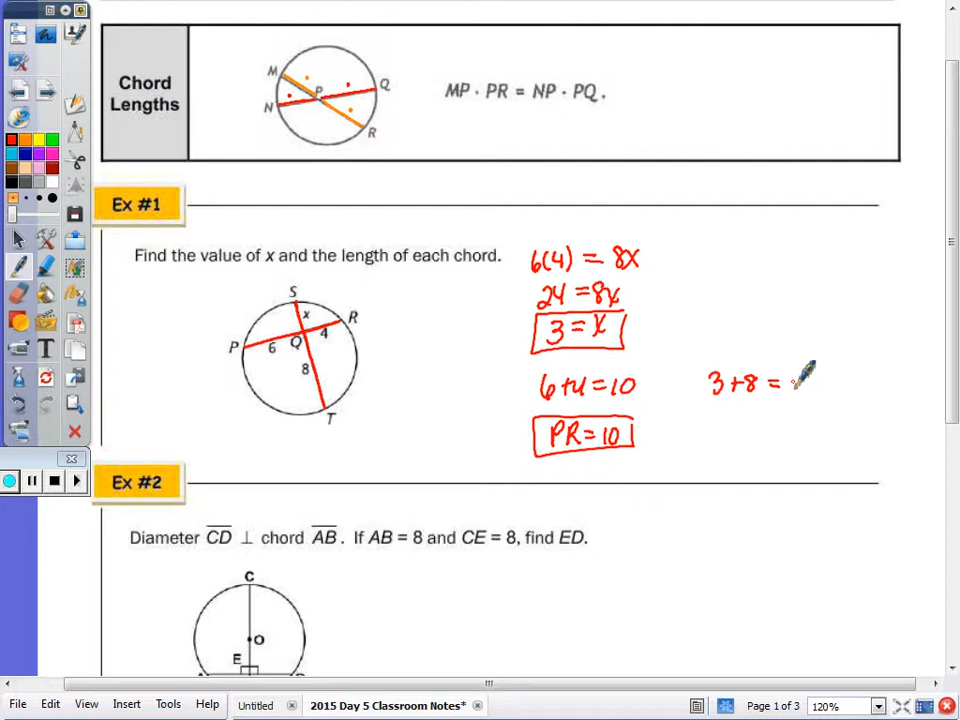 Chord
Lengths
M
Q
P
N
R
MP · PR = NP · PQ.
Ex #1
Find the value of x and the length of each chord.
6(4) = 8x
24 = 8x
3 = x
S
x
R
P
6
Q
4
8
T
6+4=10
3+8 =
PR=10
Ex #2
Diameter CD ⊥ chord AB. If AB = 8 and CE = 8, find ED.
C
O
E
File Edit View Insert Tools Help Untitled 2015 Day 5 Classroom Notes* Page 1 of 3 120%